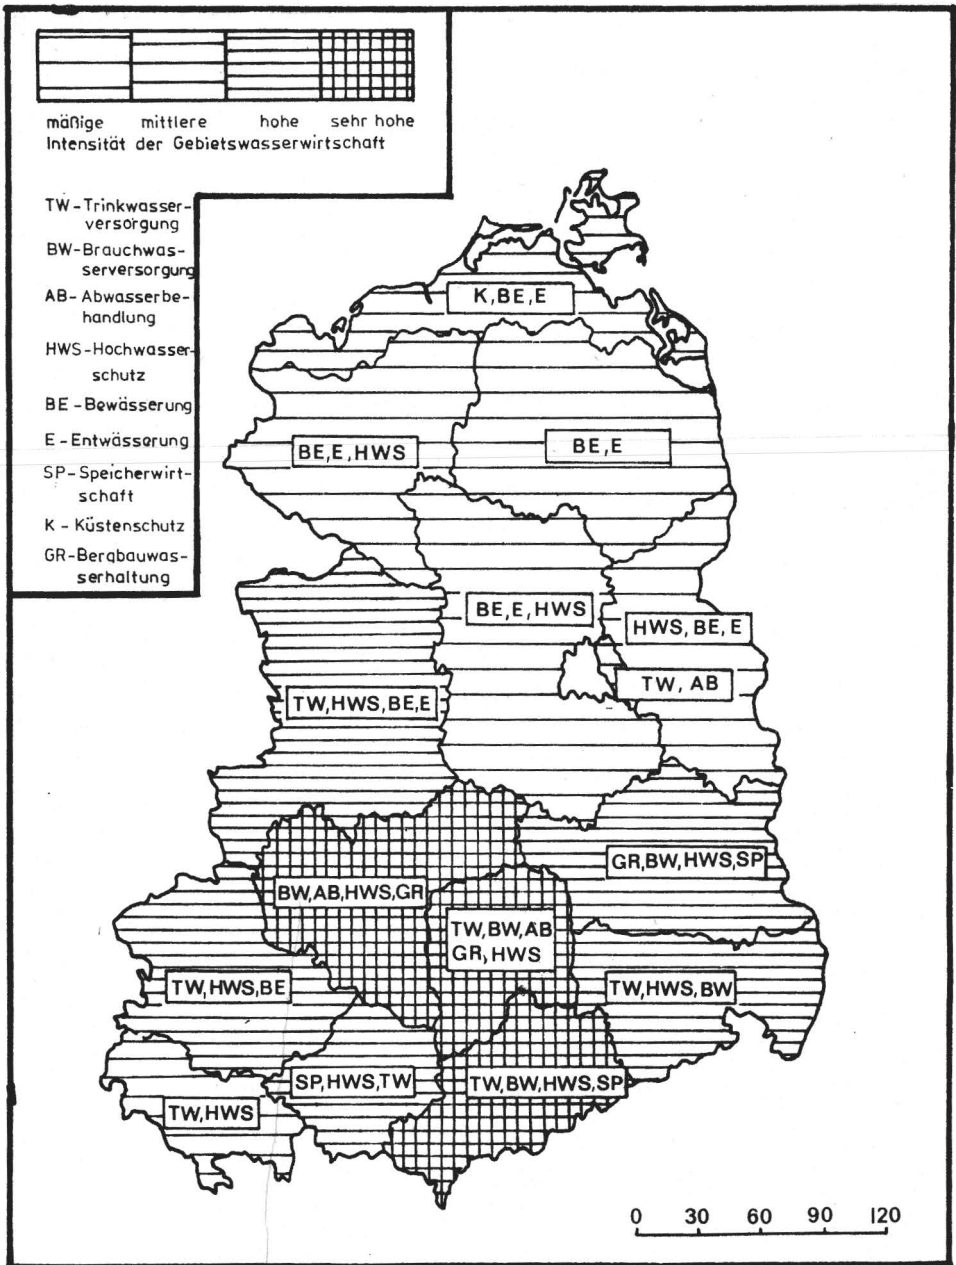 mäßige mittlere hohe sehr hohe
Intensität der Gebietswasserwirtschaft
TW-Trinkwasser-
versorgung
BW-Brauchwas-
serversorgung
AB-Abwasserbe-
handlung
HWS-Hochwasser-
schutz
BE-Bewässerung
E-Entwässerung
SP-Speicherwirt-
schaft
K - Küstenschutz
GR-Bergbauwas-
serhaltung
K, BE, E
BE,E,HWS
BE,E
BE,E,HWS
HWS, BE, E
TW, AB
TW,HWS,BE,E
GR,BW,HWS,SP
BW,AB,HWS,GR
TW,BW,AB
GR,HWS
TW,HWS,BE
TW,HWS,BW
SP,HWS,TW
TW,BW,HWS,SP
TW,HWS
0 30 60 90 120